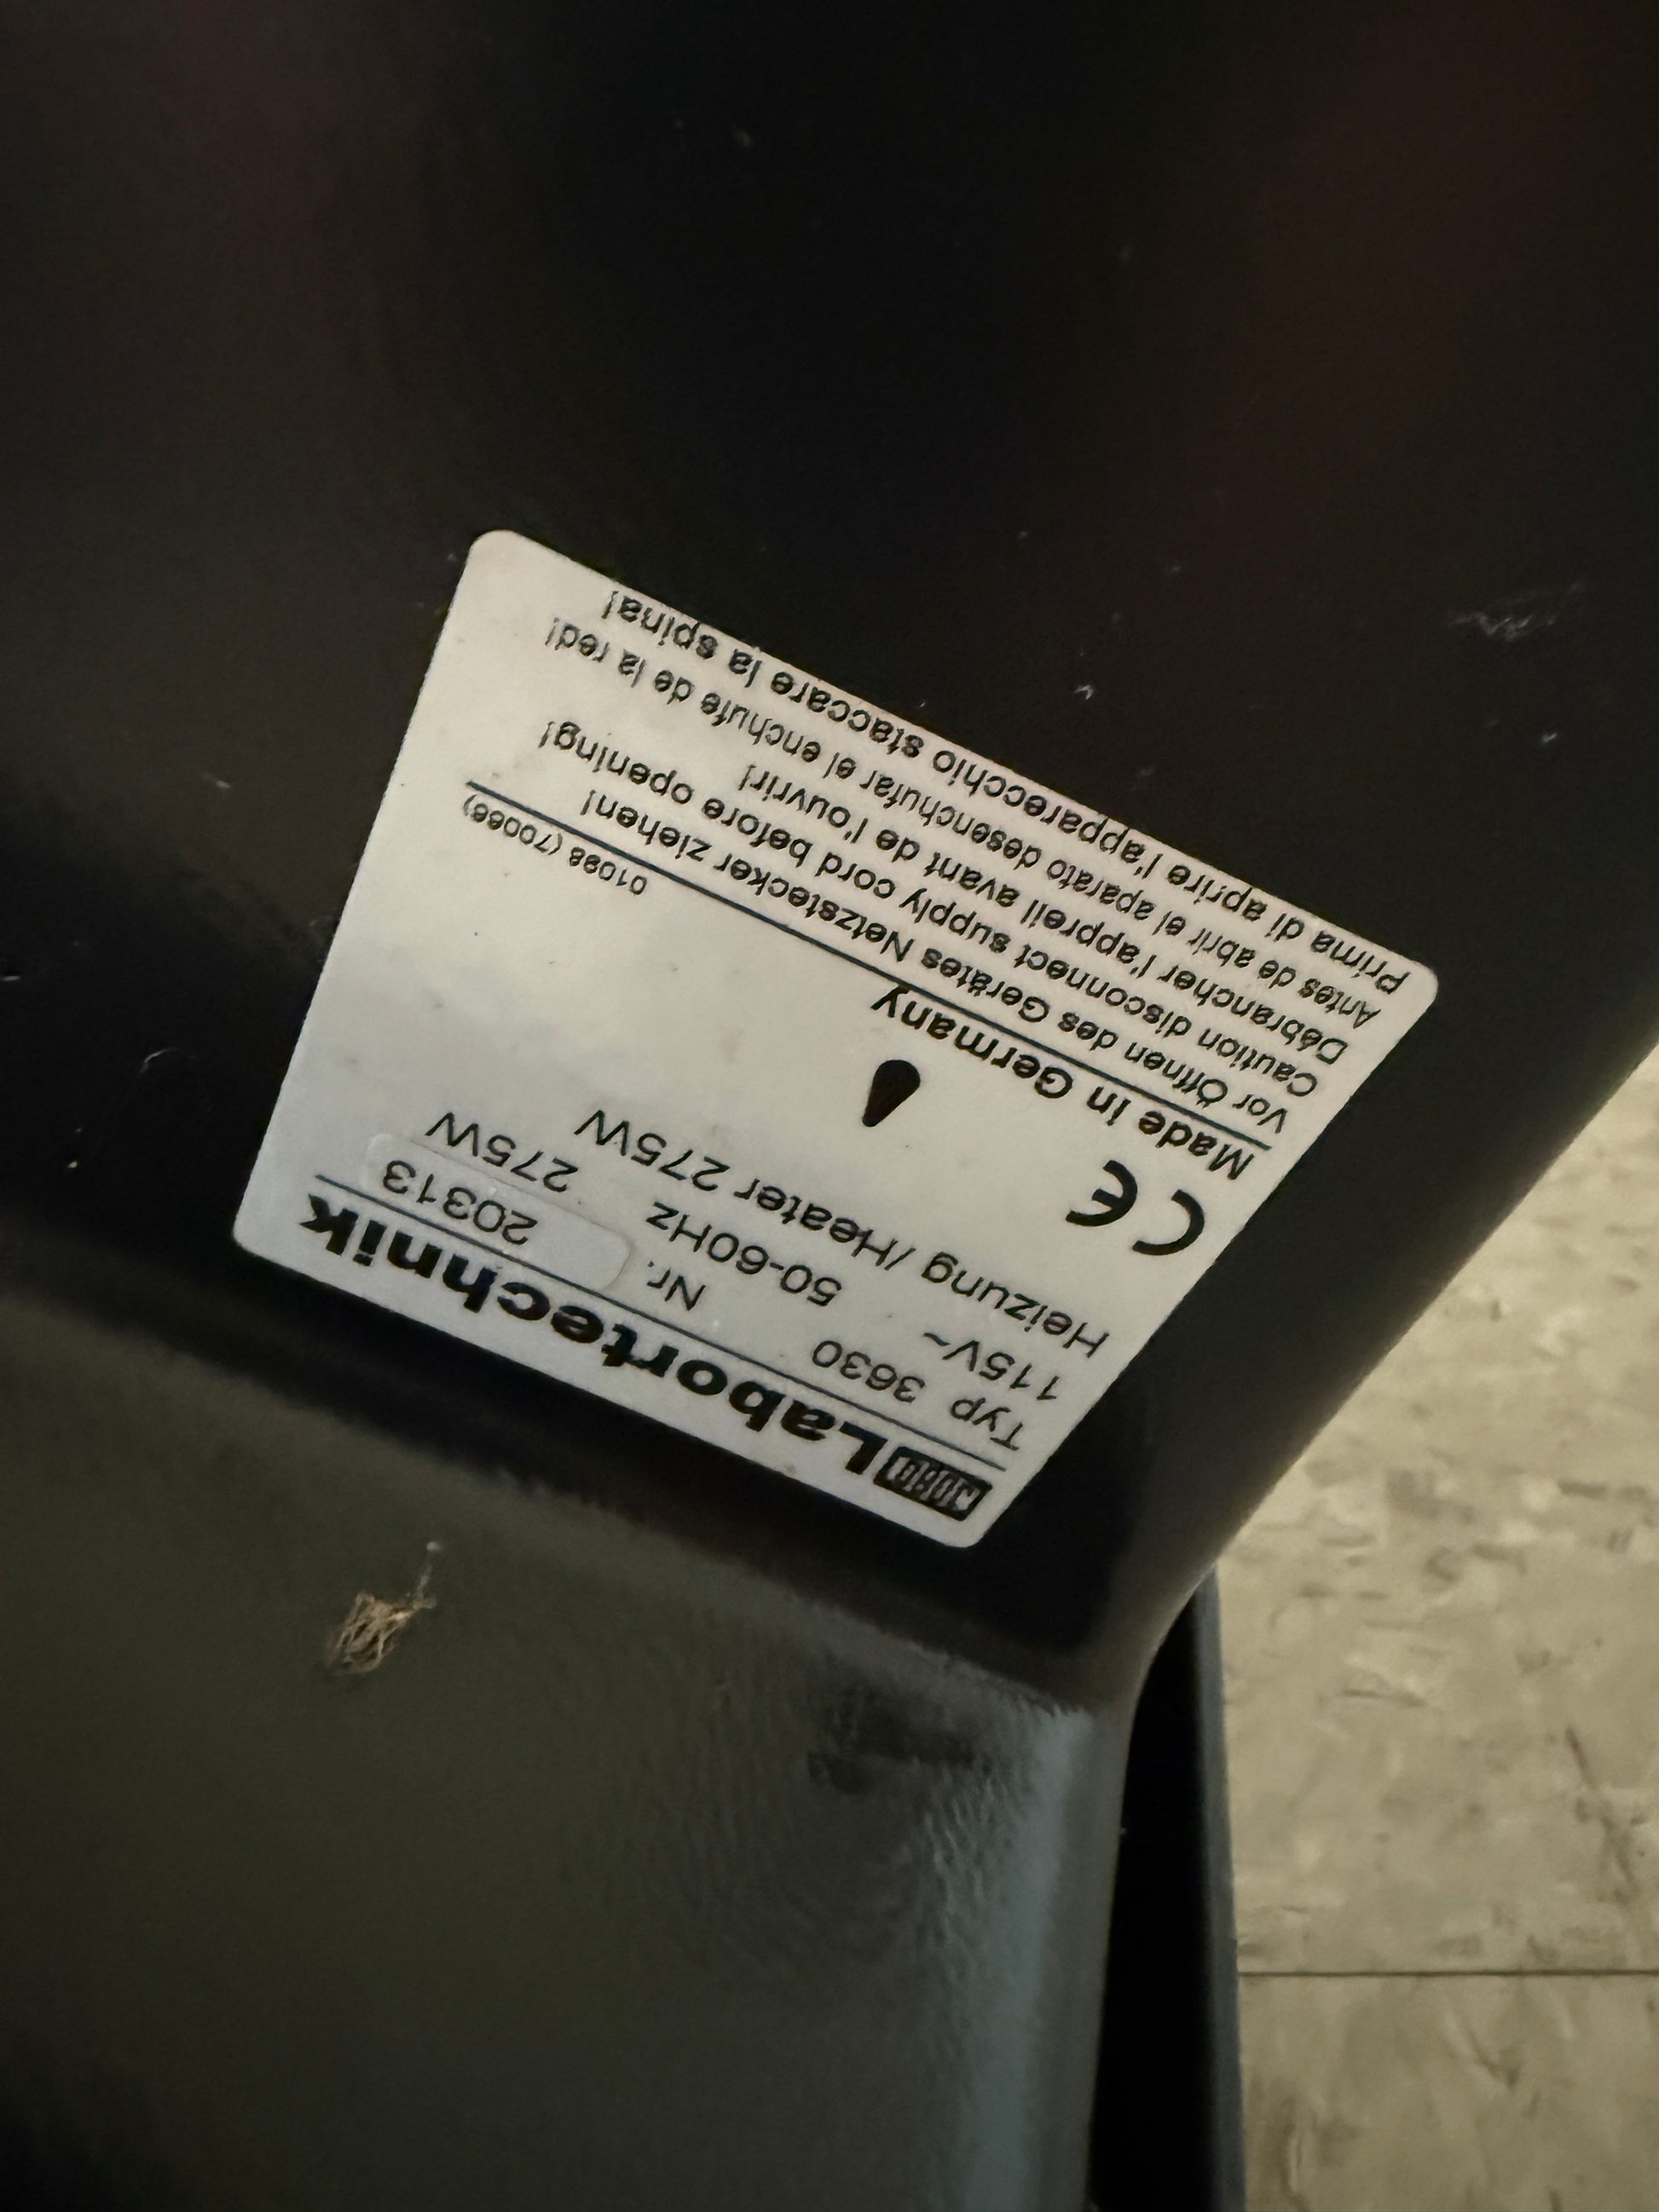 JOBO Labortechnik
Typ 3630 Nr. 20313
115V~ 50-60Hz 275W
Heizung /Heater 275W
CE
Made in Germany 01098 (70066)
Vor Öffnen des Gerätes Netzstecker ziehen!
Caution disconnect supply cord before opening!
Débrancher l'appreil avant de l'ouvrir!
Antes de abrir el aparato desenchufar el enchufe de la red!
Prima di aprire l'apparecchio staccare la spina!